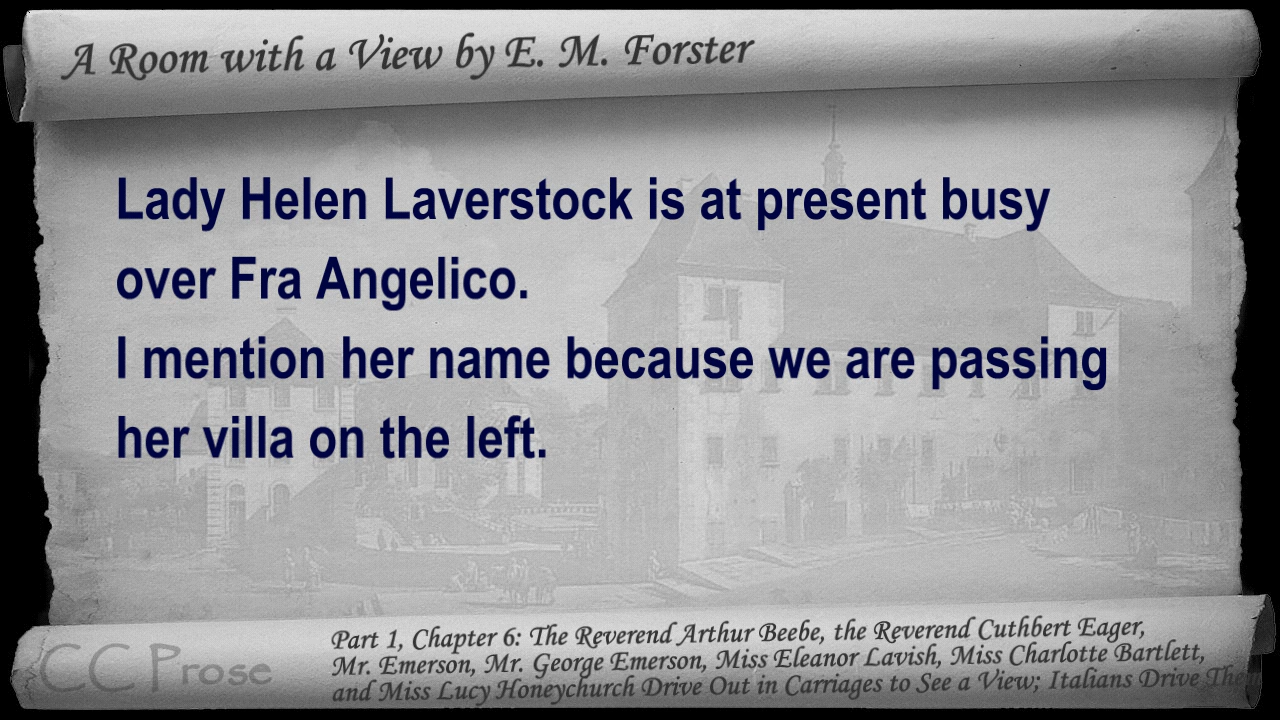 A Room with a View by E. M. Forster
Lady Helen Laverstock is at present busy
over Fra Angelico.
I mention her name because we are passing
her villa on the left.
CC Prose
Part 1, Chapter 6: The Reverend Arthur Beebe, the Reverend Cuthbert Eager,
Mr. Emerson, Mr. George Emerson, Miss Eleanor Lavish, Miss Charlotte Bartlett,
and Miss Lucy Honeychurch Drive Out in Carriages to See a View; Italians Drive